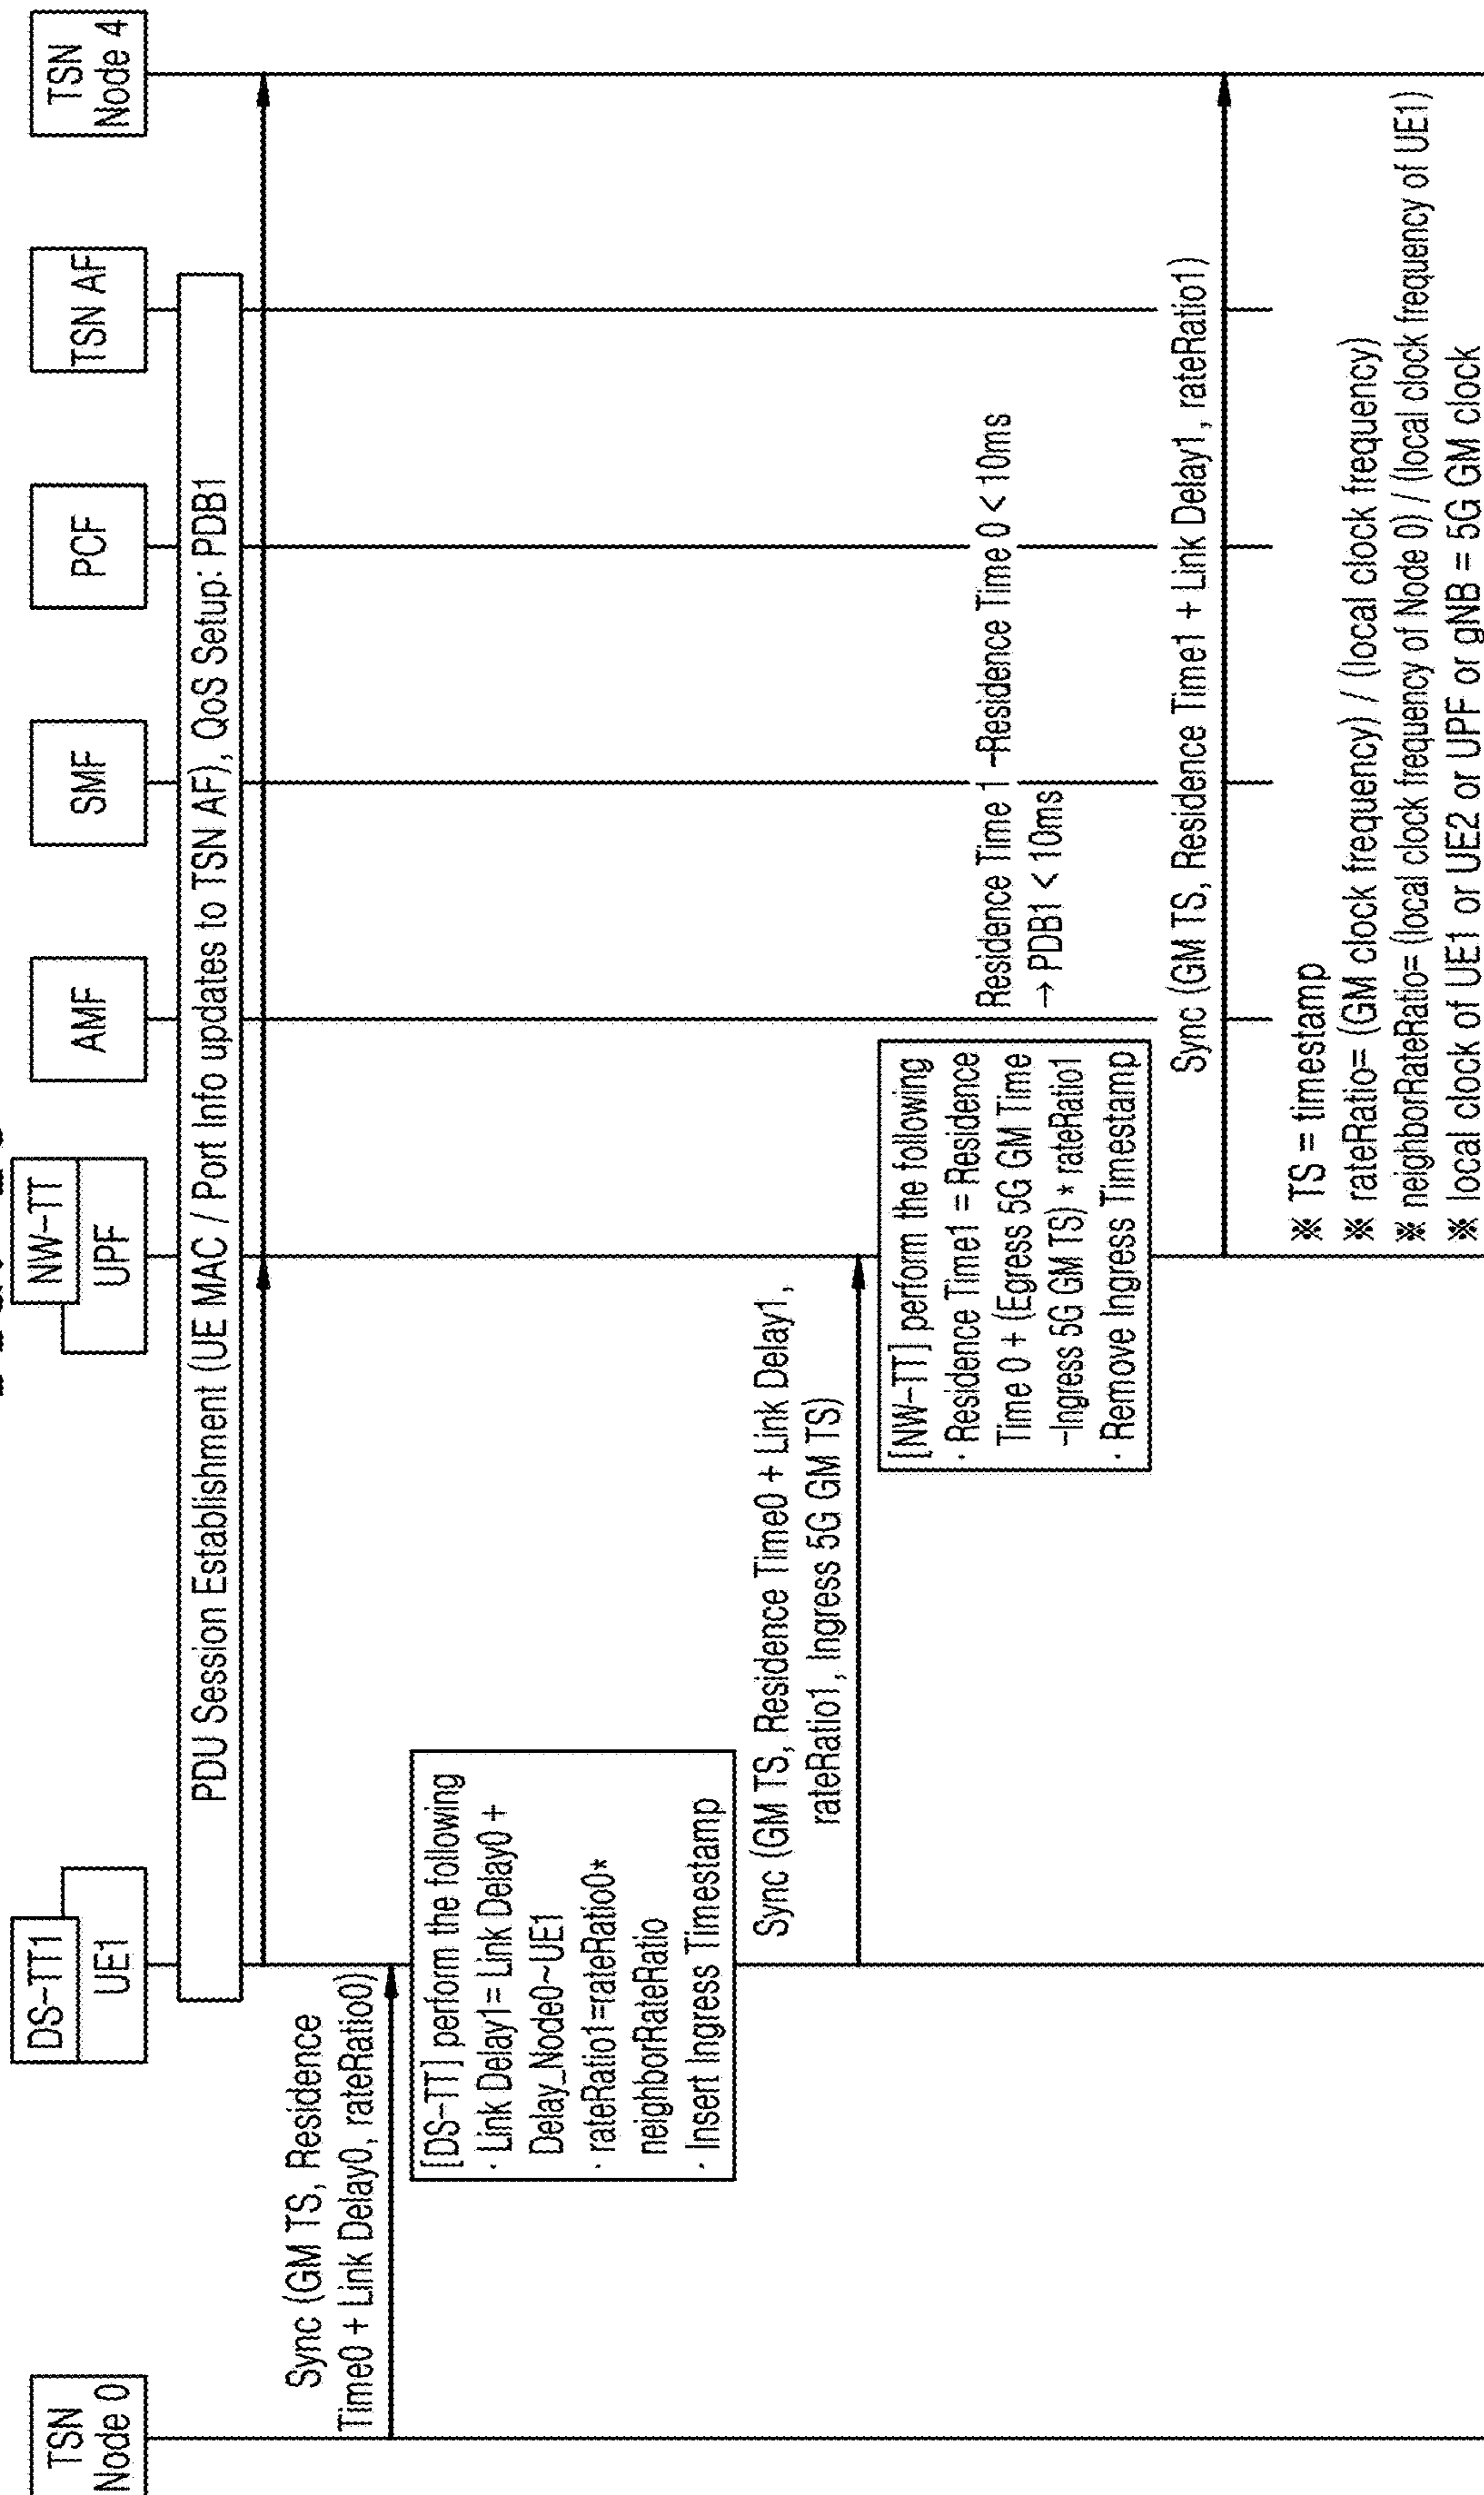 TSN
Node 0
DS-TT1
UE1
NW-TT
UPF
AMF
SMF
PCF
TSN AF
TSN
Node 4
PDU Session Establishment (UE MAC / Port Info updates to TSN AF), QoS Setup: PDB1
Sync (GM TS, Residence
Time0 + Link Delay0, rateRatio0)
[DS-TT] perform the following
· Link Delay1= Link Delay0 +
Delay_Node0~UE1
· rateRatio1=rateRatio0*
neighborRateRatio
· Insert Ingress Timestamp
Sync (GM TS, Residence Time0 + Link Delay1,
rateRatio1, Ingress 5G GM TS)
[NW-TT] perform the following
· Residence Time1 = Residence
Time 0 + (Egress 5G GM Time
-Ingress 5G GM TS) * rateRatio1
· Remove Ingress Timestamp
Residence Time 1 -Residence Time 0 < 10ms
→ PDB1 < 10ms
Sync (GM TS, Residence Time1 + Link Delay1, rateRatio1)
※ TS = timestamp
※ rateRatio= (GM clock frequency) / (local clock frequency)
※ neighborRateRatio= (local clock frequency of Node 0) / (local clock frequency of UE1)
※ local clock of UE1 or UE2 or UPF or gNB = 5G GM clock